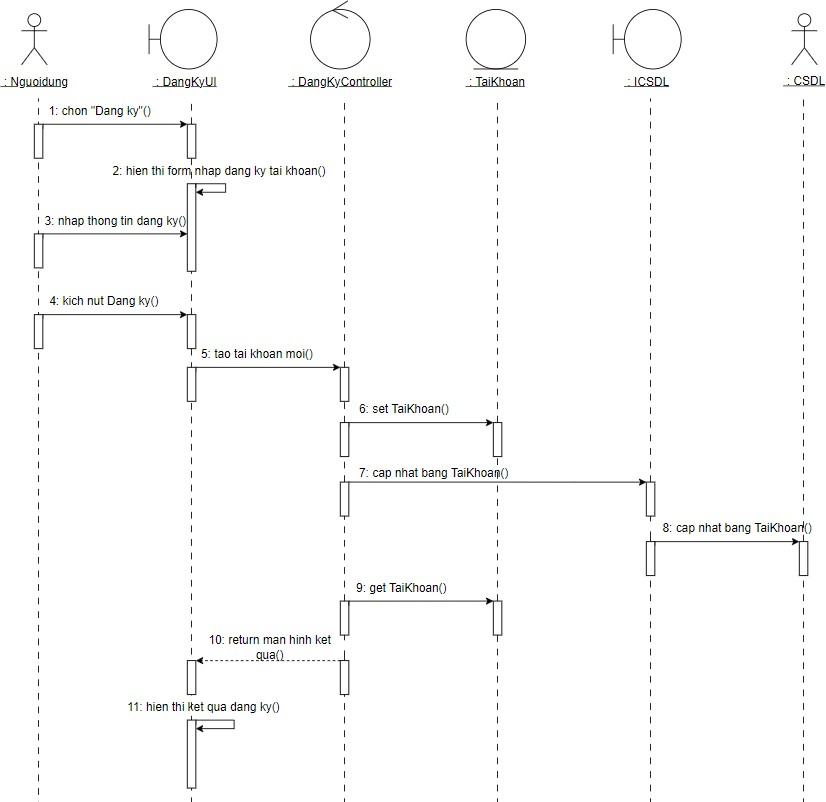 : Nguoidung
: DangKyUI
: DangKyController
: TaiKhoan
: ICSDL
: CSDL
1: chon "Dang ky"()
2: hien thi form nhap dang ky tai khoan()
3: nhap thong tin dang ky()
4: kich nut Dang ky()
5: tao tai khoan moi()
6: set TaiKhoan()
7: cap nhat bang TaiKhoan()
8: cap nhat bang TaiKhoan()
9: get TaiKhoan()
10: return man hinh ket
qua()
11: hien thi ket qua dang ky()